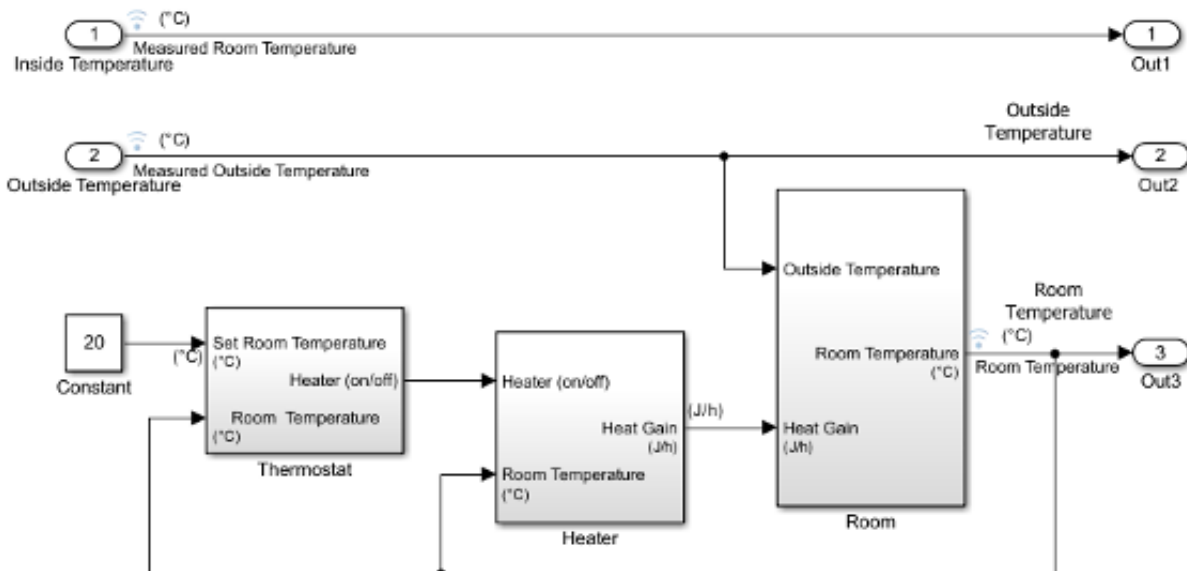 (°C)
1
Measured Room Temperature
Inside Temperature
1
Out1
(°C)
2
Measured Outside Temperature
Outside Temperature
Outside
Temperature
2
Out2
20
Constant
(°C)
Set Room Temperature
(°C)
Heater (on/off)
Room Temperature
(°C)
Thermostat
Heater (on/off)
Heat Gain
(J/h)
Room Temperature
(°C)
Heater
(J/h)
Outside Temperature
Room Temperature
(°C)
Heat Gain
(J/h)
Room
Room
Temperature
(°C)
Room Temperature
3
Out3